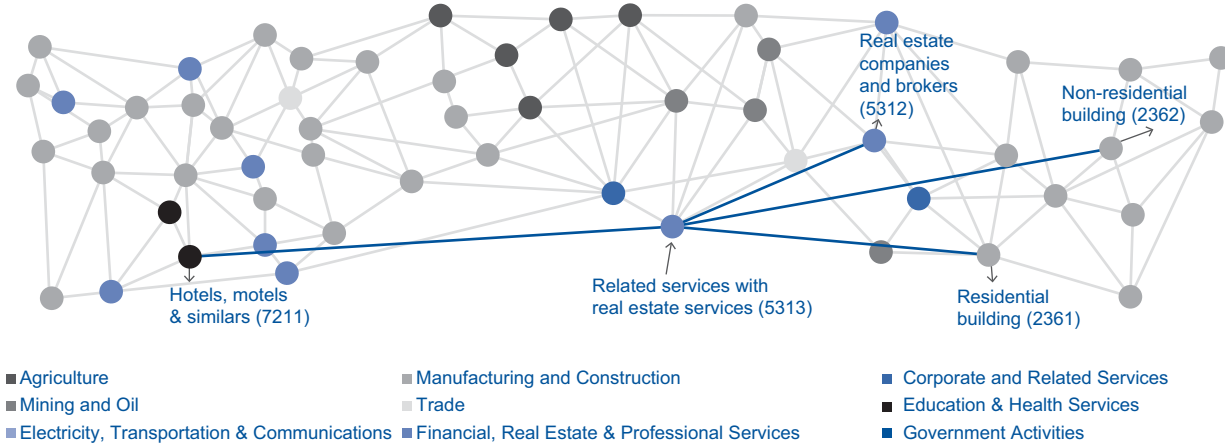 Real estate
companies
and brokers
(5312)
Non-residential
building (2362)
Hotels, motels
& similars (7211)
Related services with
real estate services (5313)
Residential
building (2361)
Agriculture
Manufacturing and Construction
Corporate and Related Services
Mining and Oil
Trade
Education & Health Services
Electricity, Transportation & Communications
Financial, Real Estate & Professional Services
Government Activities